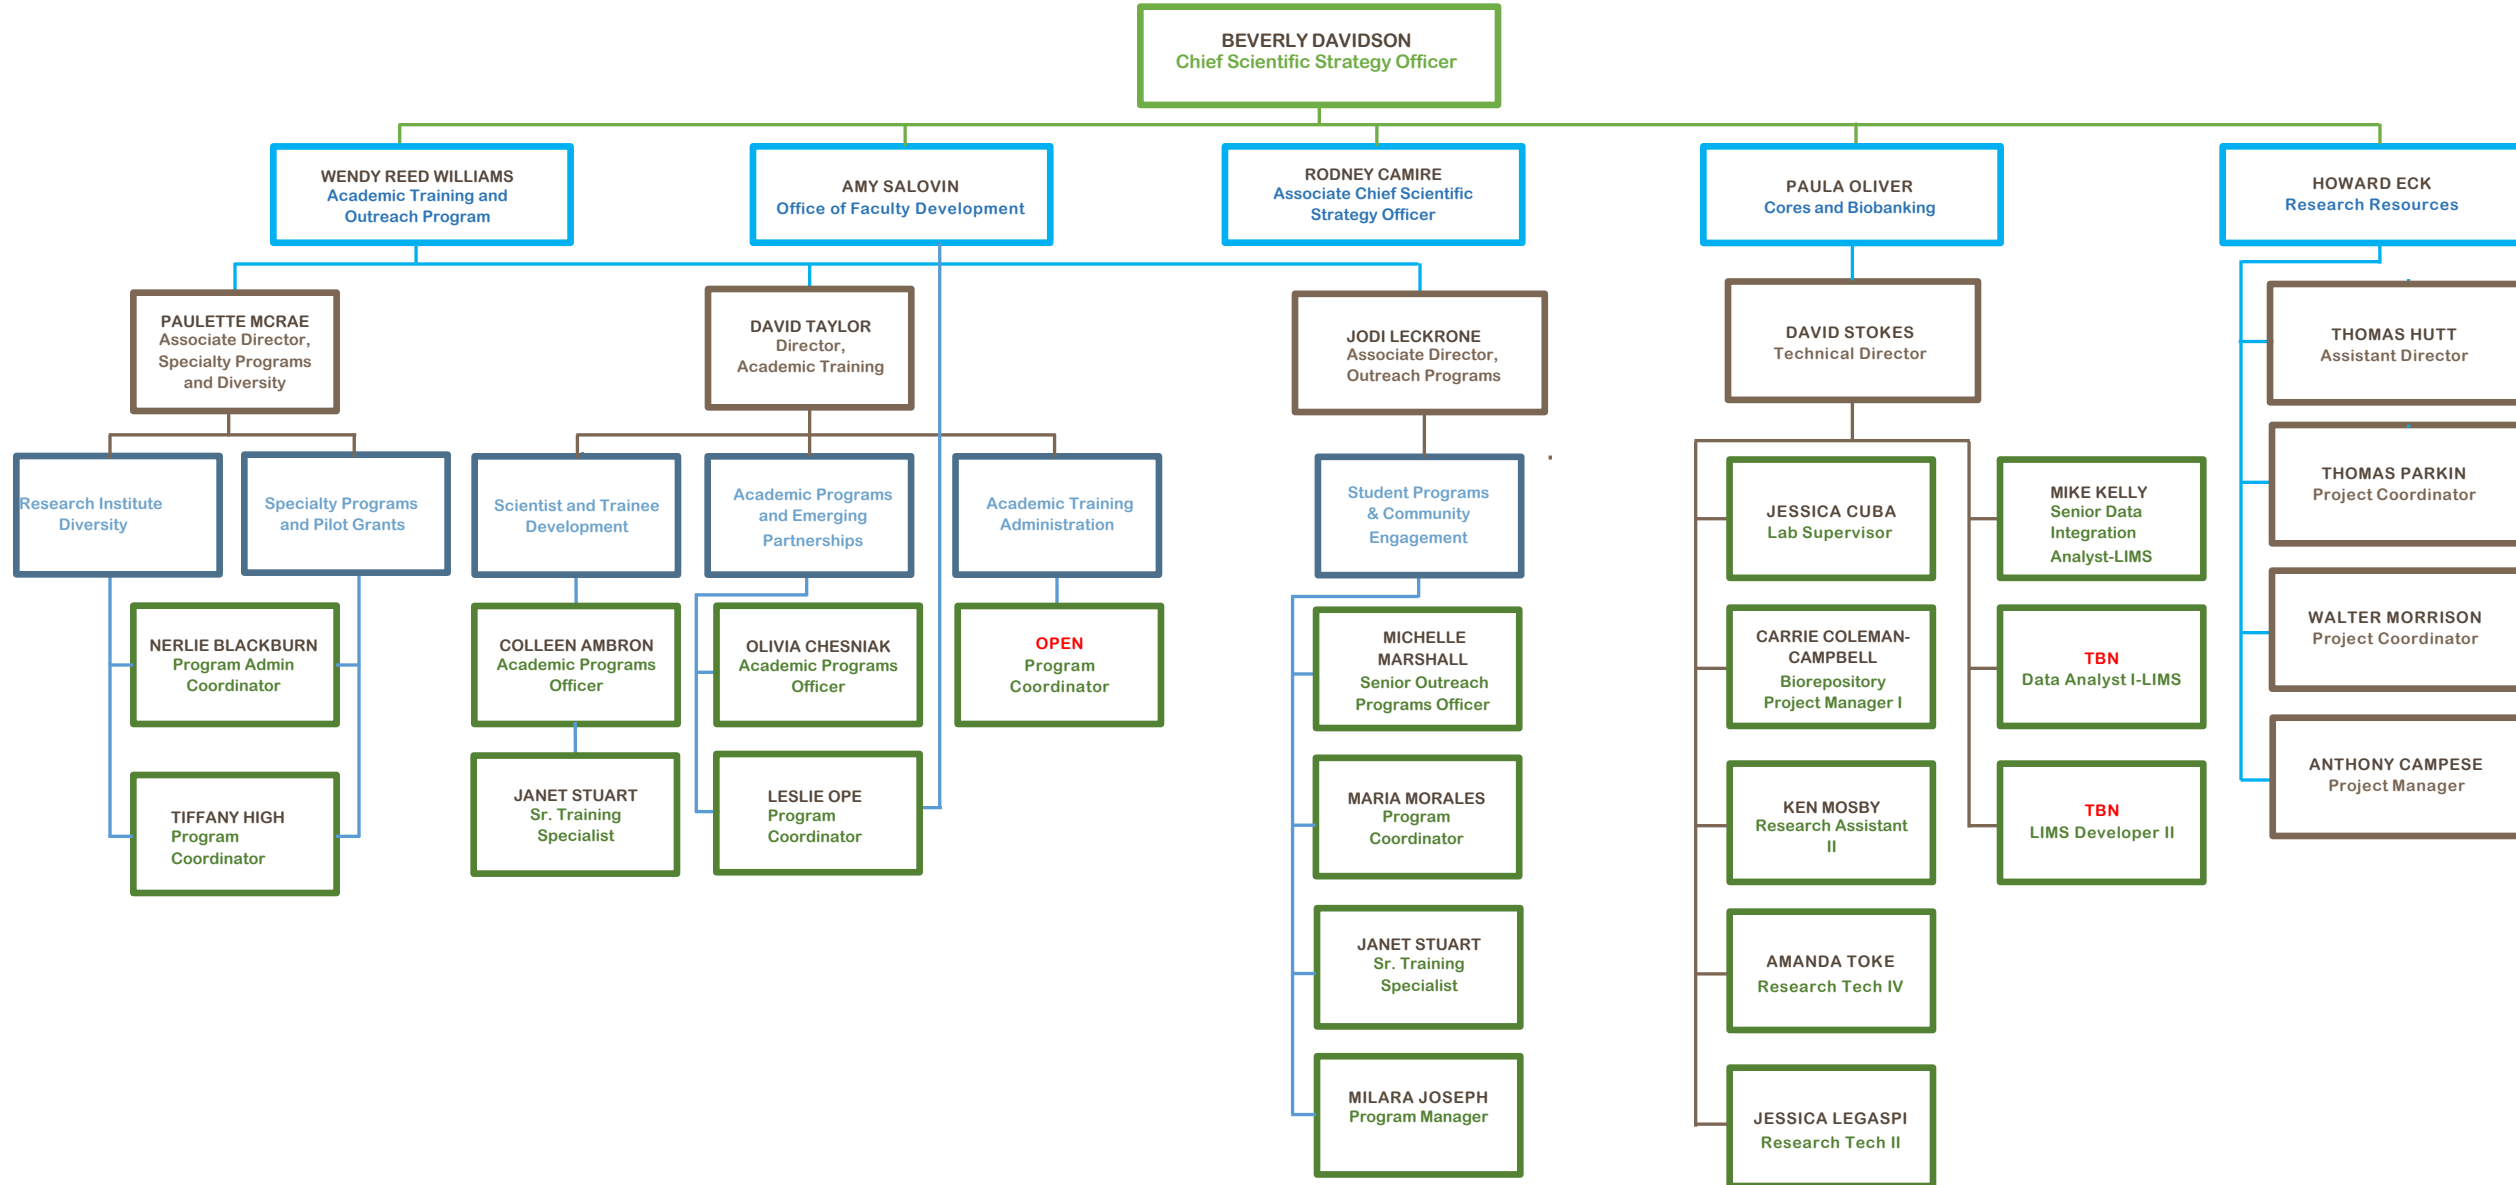 BEVERLY DAVIDSON
Chief Scientific Strategy Officer
WENDY REED WILLIAMS
Academic Training and
Outreach Program
AMY SALOVIN
Office of Faculty Development
RODNEY CAMIRE
Associate Chief Scientific
Strategy Officer
PAULA OLIVER
Cores and Biobanking
HOWARD ECK
Research Resources
PAULETTE MCRAE
Associate Director,
Specialty Programs
and Diversity
DAVID TAYLOR
Director,
Academic Training
JODI LECKRONE
Associate Director,
Outreach Programs
DAVID STOKES
Technical Director
THOMAS HUTT
Assistant Director
Research Institute
Diversity
Specialty Programs
and Pilot Grants
Scientist and Trainee
Development
Academic Programs
and Emerging
Partnerships
Academic Training
Administration
Student Programs
& Community
Engagement
JESSICA CUBA
Lab Supervisor
MIKE KELLY
Senior Data
Integration
Analyst-LIMS
THOMAS PARKIN
Project Coordinator
NERLIE BLACKBURN
Program Admin
Coordinator
COLLEEN AMBRON
Academic Programs
Officer
OLIVIA CHESNIAK
Academic Programs
Officer
OPEN
Program
Coordinator
MICHELLE
MARSHALL
Senior Outreach
Programs Officer
CARRIE COLEMAN-
CAMPBELL
Biorepository
Project Manager I
TBN
Data Analyst I-LIMS
WALTER MORRISON
Project Coordinator
TIFFANY HIGH
Program
Coordinator
JANET STUART
Sr. Training
Specialist
LESLIE OPE
Program
Coordinator
MARIA MORALES
Program
Coordinator
KEN MOSBY
Research Assistant
II
TBN
LIMS Developer II
ANTHONY CAMPESE
Project Manager
JANET STUART
Sr. Training
Specialist
AMANDA TOKE
Research Tech IV
MILARA JOSEPH
Program Manager
JESSICA LEGASPI
Research Tech II